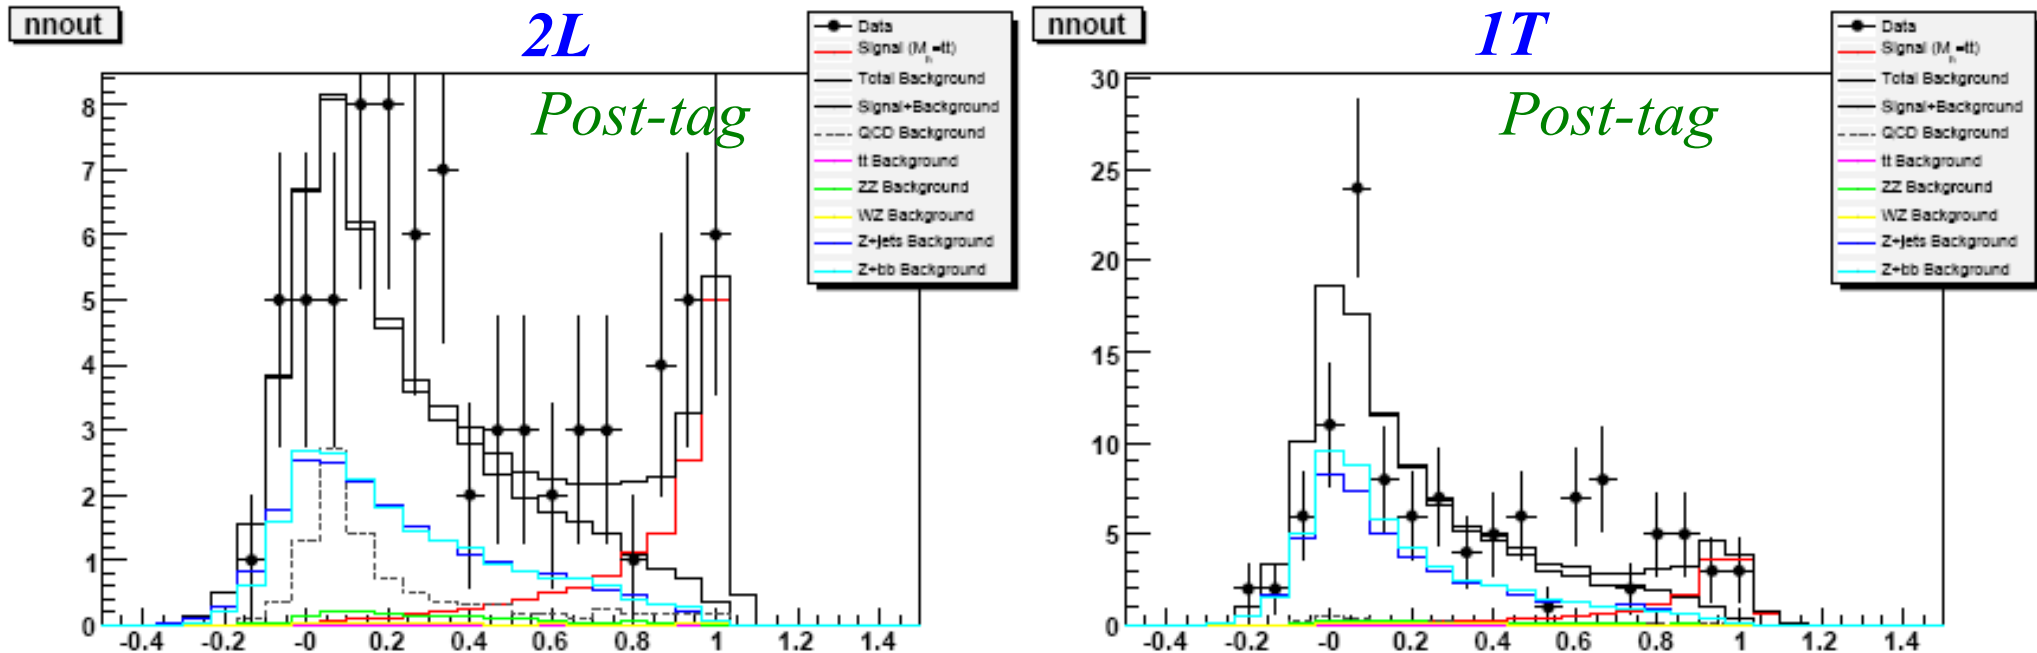 nnout
2L
Post-tag
Data
Signal (M_h=tt)
Total Background
Signal+Background
QCD Background
tt Background
ZZ Background
WZ Background
Z+jets Background
Z+bb Background
8
7
6
5
4
3
2
1
0
-0.4 -0.2 -0 0.2 0.4 0.6 0.8 1 1.2 1.4
nnout
1T
Post-tag
Data
Signal (M_h=tt)
Total Background
Signal+Background
QCD Background
tt Background
ZZ Background
WZ Background
Z+jets Background
Z+bb Background
30
25
20
15
10
5
0
-0.4 -0.2 -0 0.2 0.4 0.6 0.8 1 1.2 1.4